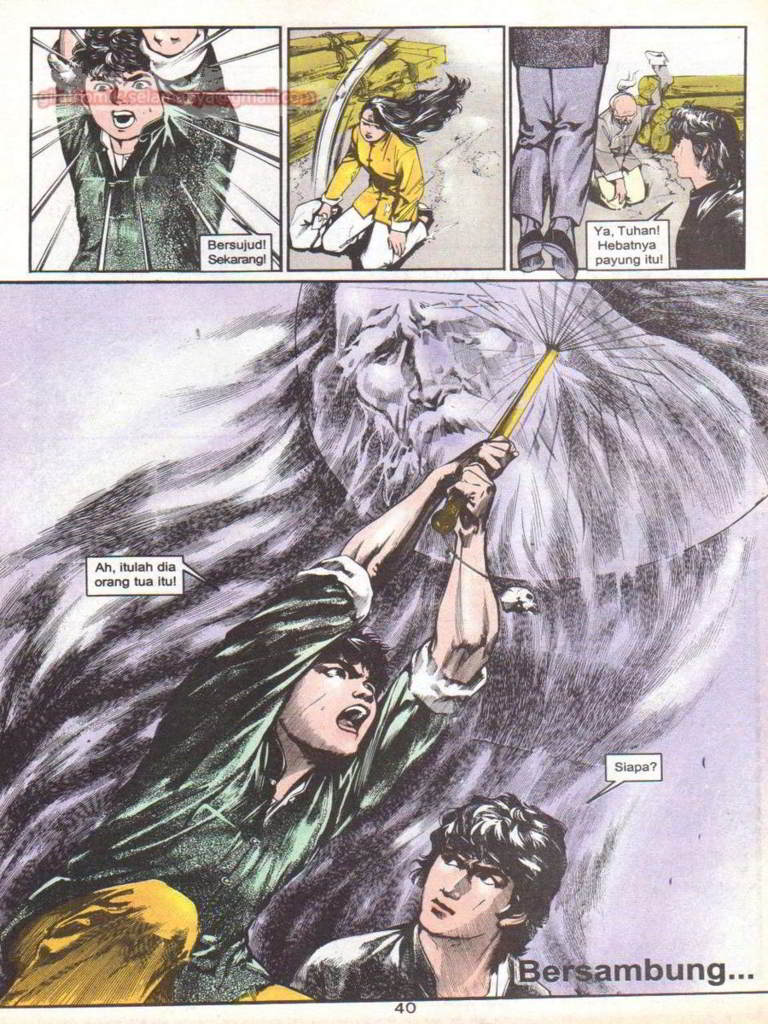 Bersujud!
Sekarang!
Ya, Tuhan!
Hebatnya
payung itu!
Ah, itulah dia
orang tua itu!
Siapa?
Bersambung...
40